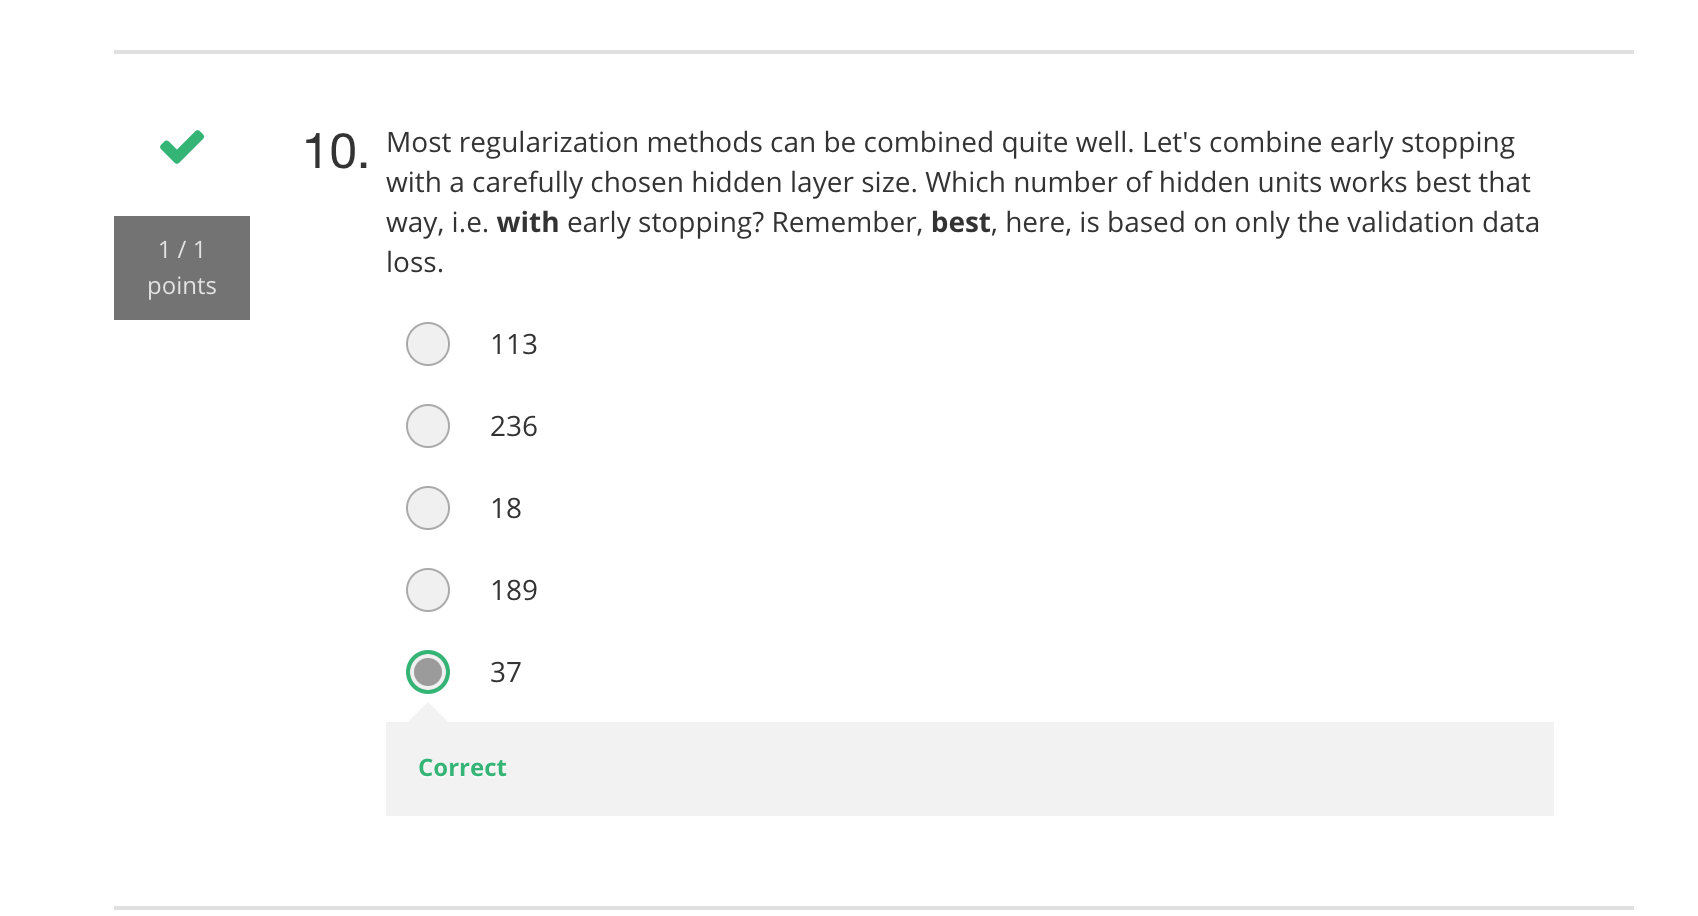 10. Most regularization methods can be combined quite well. Let's combine early stopping
with a carefully chosen hidden layer size. Which number of hidden units works best that
way, i.e. with early stopping? Remember, best, here, is based on only the validation data
loss.
1 / 1
points
113
236
18
189
37
Correct